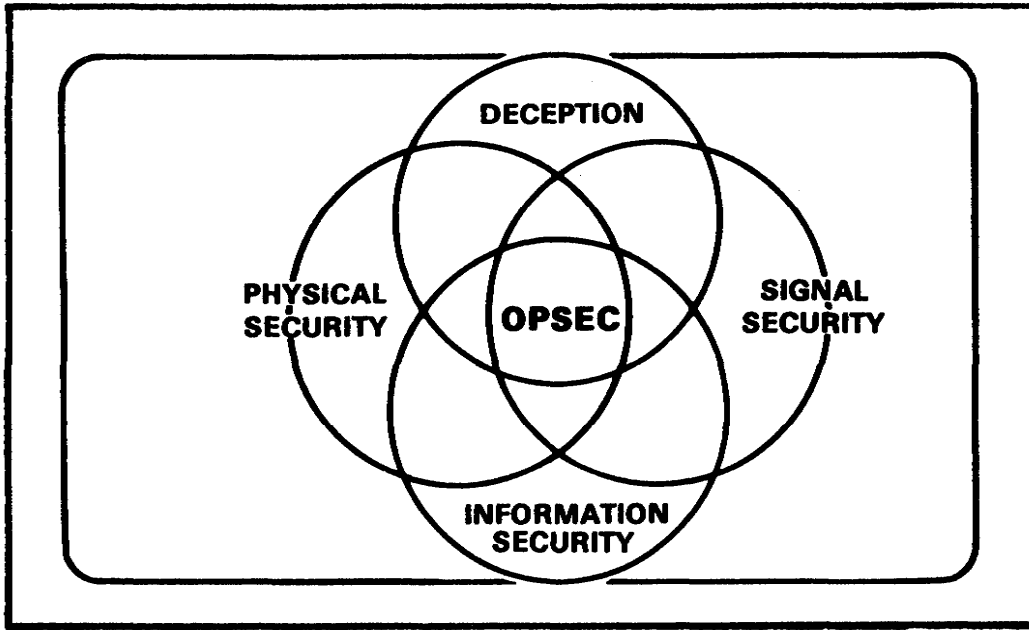 DECEPTION
PHYSICAL
SECURITY
OPSEC
SIGNAL
SECURITY
INFORMATION
SECURITY